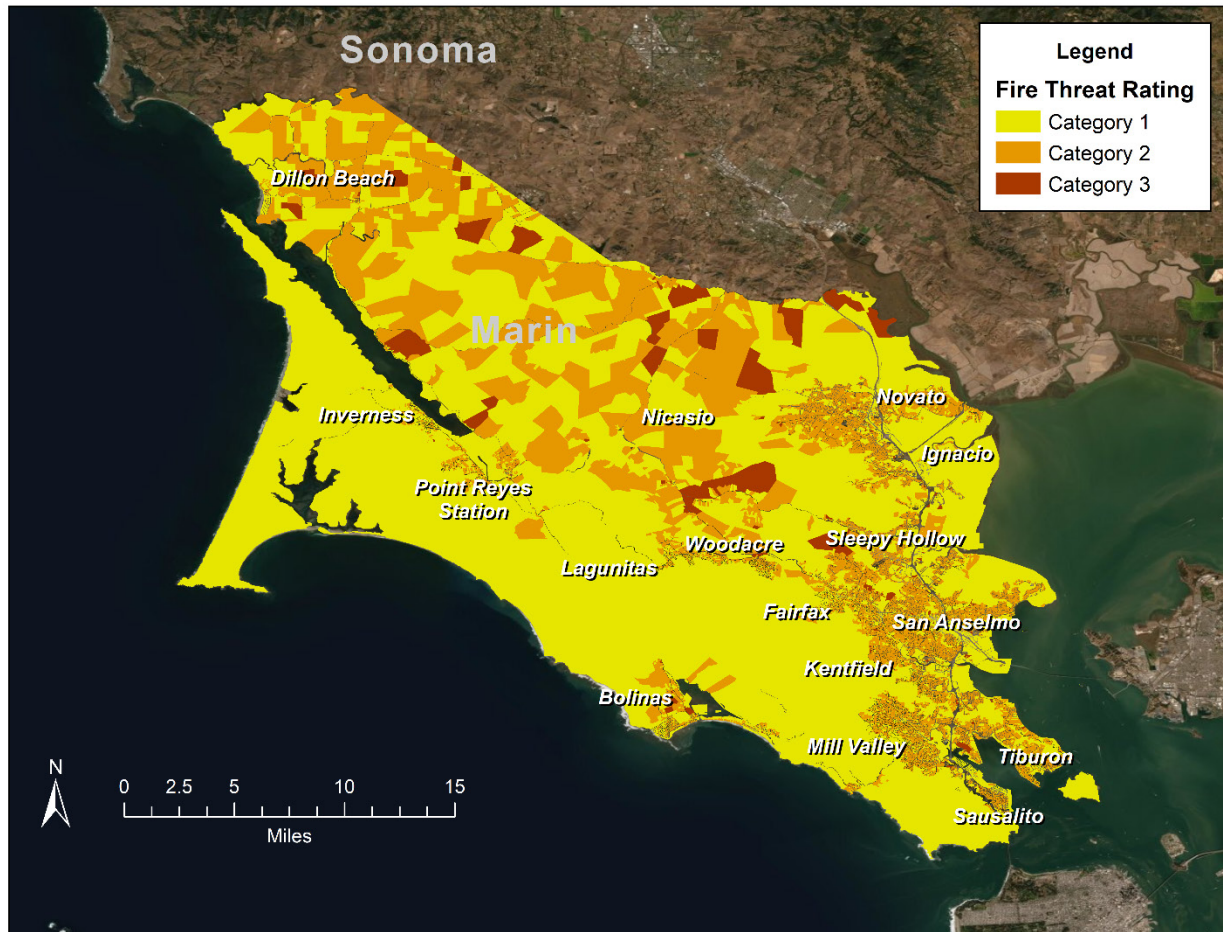 Sonoma
Legend
Fire Threat Rating
Category 1
Category 2
Category 3
Dillon Beach
Marin
Novato
Inverness
Nicasio
Ignacio
Point Reyes
Station
Woodacre
Sleepy Hollow
Lagunitas
Fairfax
San Anselmo
Kentfield
Bolinas
Mill Valley
Tiburon
N
0 2.5 5 10 15
Miles
Sausalito